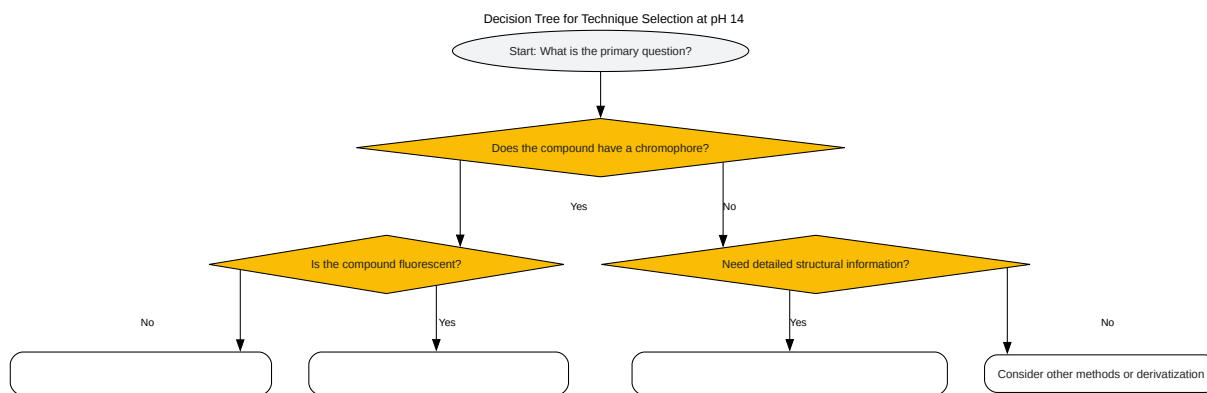 Decision Tree for Technique Selection at pH 14
Start: What is the primary question?
Does the compound have a chromophore?
Yes
No
Is the compound fluorescent?
Need detailed structural information?
No
Yes
Yes
No
Consider other methods or derivatization